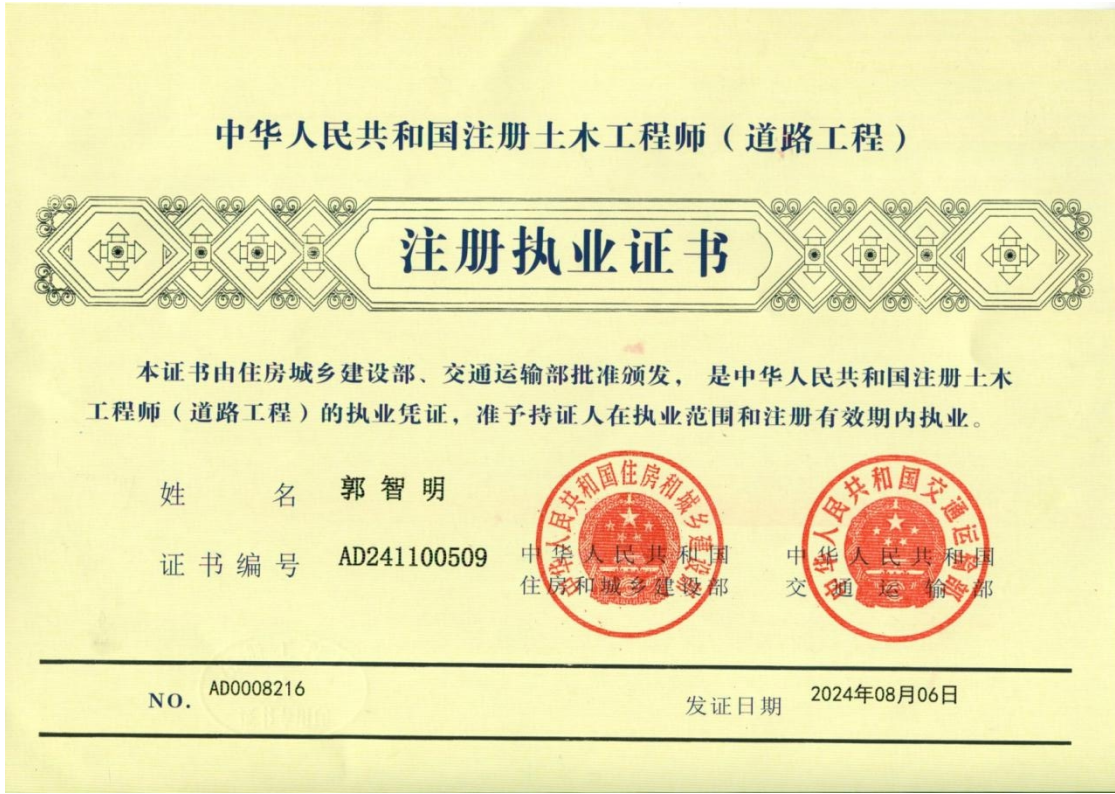 中华人民共和国注册土木工程师（道路工程）
注册执业证书
本证书由住房城乡建设部、交通运输部批准颁发， 是中华人民共和国注册土木
工程师（道路工程）的执业凭证，准予持证人在执业范围和注册有效期内执业。
姓 名 郭智明
证书编号 AD241100509
中华人民共和国住房和城乡建设部
中华人民共和国
住房和城乡建设部
中华人民共和国交通运输部
中华人民共和国
交通运输部
NO. AD0008216
发证日期 2024年08月06日